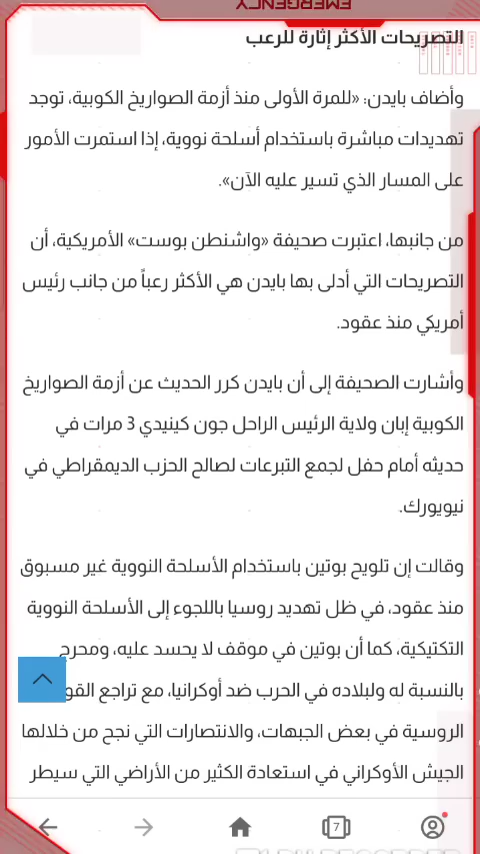 EMERGENCY
التصريحات الأكثر إثارة للرعب
وأضاف بايدن: «للمرة الأولى منذ أزمة الصواريخ الكوبية، توجد
تهديدات مباشرة باستخدام أسلحة نووية، إذا استمرت الأمور
على المسار الذي تسير عليه الآن».
من جانبها، اعتبرت صحيفة «واشنطن بوست» الأمريكية، أن
التصريحات التي أدلى بها بايدن هي الأكثر رعباً من جانب رئيس
أمريكي منذ عقود.
وأشارت الصحيفة إلى أن بايدن كرر الحديث عن أزمة الصواريخ
الكوبية إبان ولاية الرئيس الراحل جون كينيدي 3 مرات في
حديثه أمام حفل لجمع التبرعات لصالح الحزب الديمقراطي في
نيويورك.
وقالت إن تلويح بوتين باستخدام الأسلحة النووية غير مسبوق
منذ عقود، في ظل تهديد روسيا باللجوء إلى الأسلحة النووية
التكتيكية، كما أن بوتين في موقف لا يحسد عليه، ومحرج
بالنسبة له ولبلاده في الحرب ضد أوكرانيا، مع تراجع
الروسية في بعض الجبهات، والانتصارات التي نجح من خلالها
الجيش الأوكراني في استعادة الكثير من الأراضي التي سيطر
7